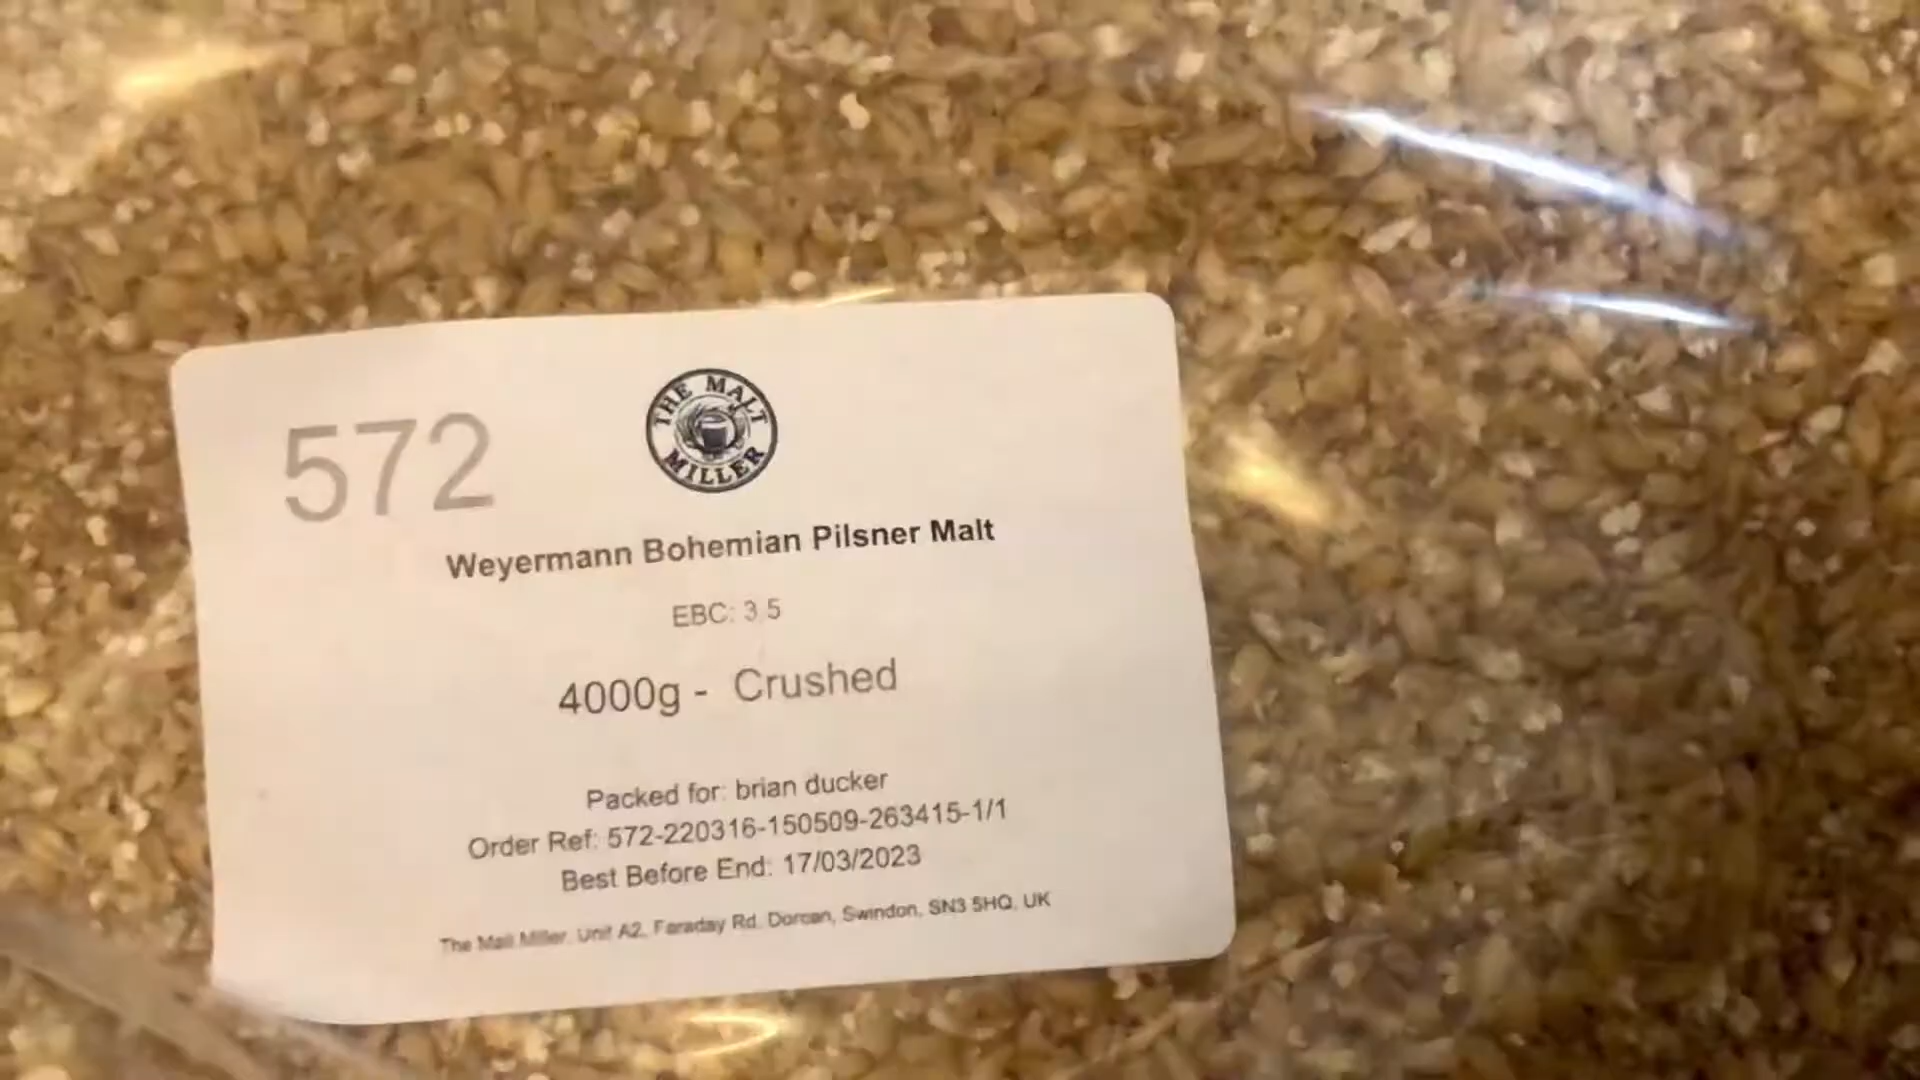 572
THE MALT MILLER
Weyermann Bohemian Pilsner Malt
EBC: 3.5
4000g - Crushed
Packed for: brian ducker
Order Ref: 572-220316-150509-263415-1/1
Best Before End: 17/03/2023
The Malt Miller, Unit A2, Faraday Rd, Dorcan, Swindon, SN3 5HQ, UK